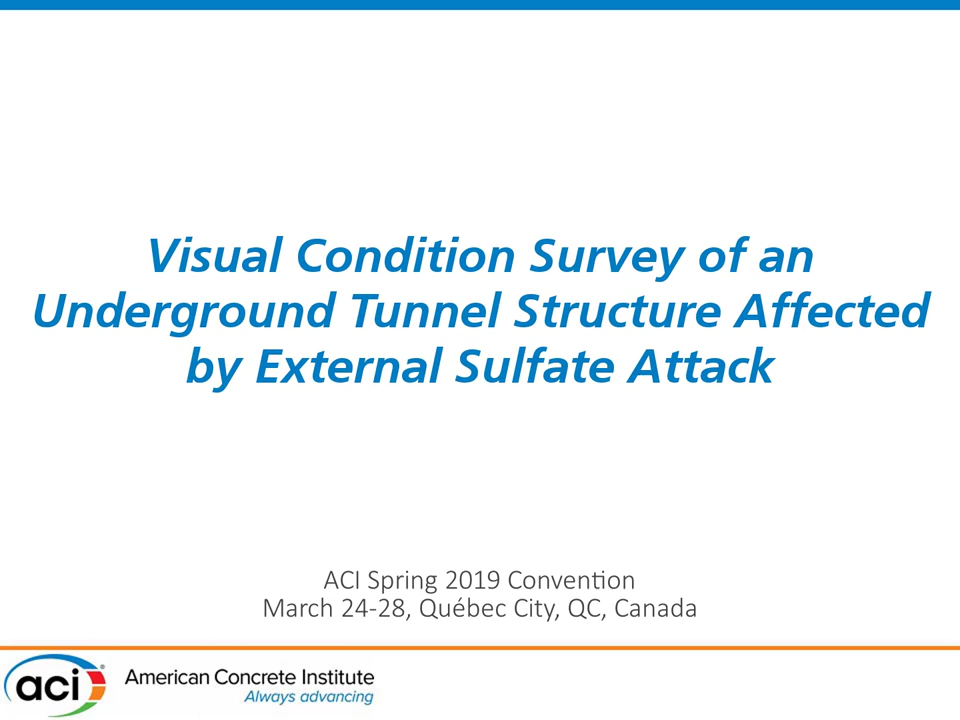 Visual Condition Survey of an
Underground Tunnel Structure Affected
by External Sulfate Attack
ACI Spring 2019 Convention
March 24-28, Québec City, QC, Canada
aci®
American Concrete Institute
Always advancing